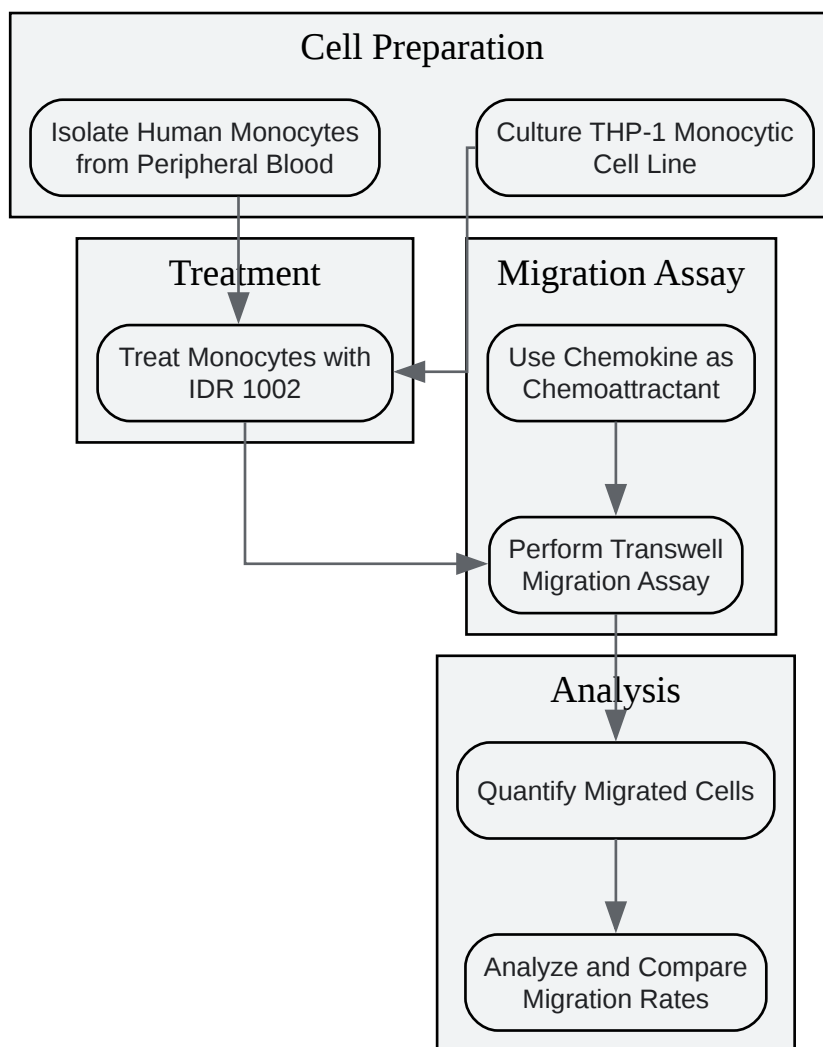 Cell Preparation
Isolate Human Monocytes
from Peripheral Blood
Culture THP-1 Monocytic
Cell Line
Treatment
Treat Monocytes with
IDR 1002
Migration Assay
Use Chemokine as
Chemoattractant
Perform Transwell
Migration Assay
Analysis
Quantify Migrated Cells
Analyze and Compare
Migration Rates